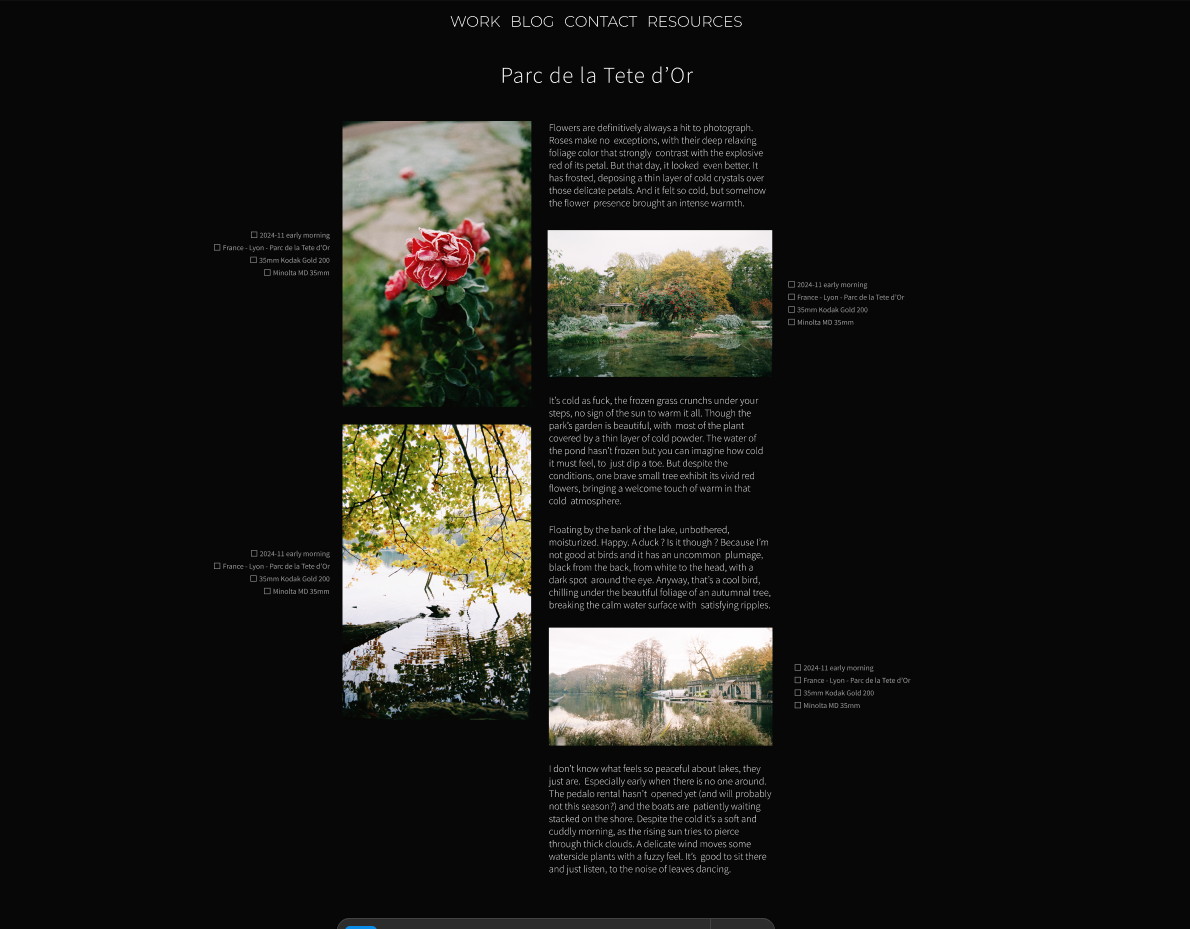 WORK BLOG CONTACT RESOURCES
Parc de la Tete d'Or
Flowers are definitively always a hit to photograph.
Roses make no exceptions, with their deep relaxing
foliage color that strongly contrast with the explosive
red of its petal. But that day, it looked even better. It
has frosted, deposing a thin layer of cold crystals over
those delicate petals. And it felt so cold, but somehow
the flower presence brought an intense warmth.
2024-11 early morning
France - Lyon - Parc de la Tete d'Or
35mm Kodak Gold 200
Minolta MD 35mm
2024-11 early morning
France - Lyon - Parc de la Tete d'Or
35mm Kodak Gold 200
Minolta MD 35mm
It's cold as fuck, the frozen grass crunchs under your
steps, no sign of the sun to warm it all. Though the
park's garden is beautiful, with most of the plant
covered by a thin layer of cold powder. The water of
the pond hasn't frozen but you can imagine how cold
it must feel, to just dip a toe. But despite the
conditions, one brave small tree exhibit its vivid red
flowers, bringing a welcome touch of warm in that
cold atmosphere.
Floating by the bank of the lake, unbothered,
moisturized. Happy. A duck ? Is it though ? Because I'm
not good at birds and it has an uncommon plumage,
black from the back, from white to the head, with a
dark spot around the eye. Anyway, that's a cool bird,
chilling under the beautiful foliage of an autumnal tree,
breaking the calm water surface with satisfying ripples.
2024-11 early morning
France - Lyon - Parc de la Tete d'Or
35mm Kodak Gold 200
Minolta MD 35mm
2024-11 early morning
France - Lyon - Parc de la Tete d'Or
35mm Kodak Gold 200
Minolta MD 35mm
I don't know what feels so peaceful about lakes, they
just are. Especially early when there is no one around.
The pedalo rental hasn't opened yet (and will probably
not this season?) and the boats are patiently waiting
stacked on the shore. Despite the cold it's a soft and
cuddly morning, as the rising sun tries to pierce
through thick clouds. A delicate wind moves some
waterside plants with a fuzzy feel. It's good to sit there
and just listen, to the noise of leaves dancing.